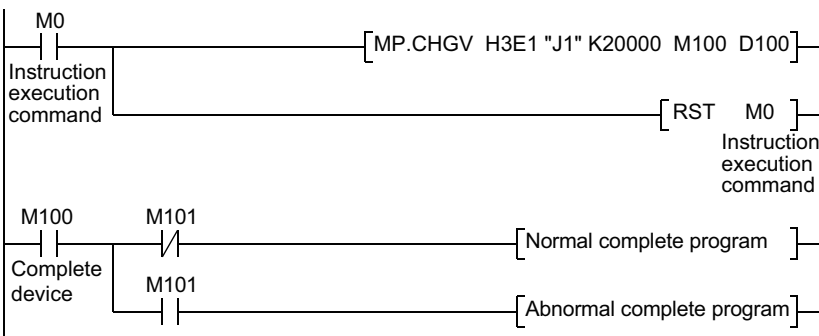 M0
MP.CHGV H3E1 "J1" K20000 M100 D100
Instruction
execution
command
RST M0
Instruction
execution
command
M100 M101
Normal complete program
Complete
device
M101
Abnormal complete program